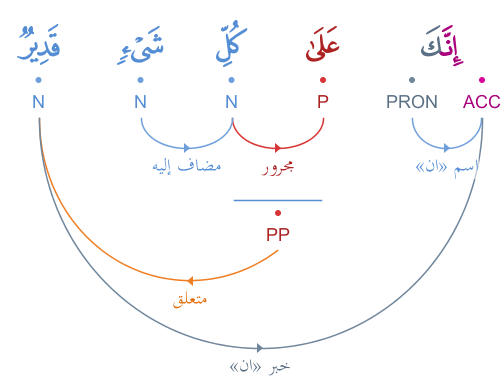 إِنَّكَ عَلَىٰ كُلِّ شَىْءٍ قَدِيرٌ
ACC PRON P N N N
اسم «ان» مجرور مضاف إليه
PP
متعلق
خبر «ان»